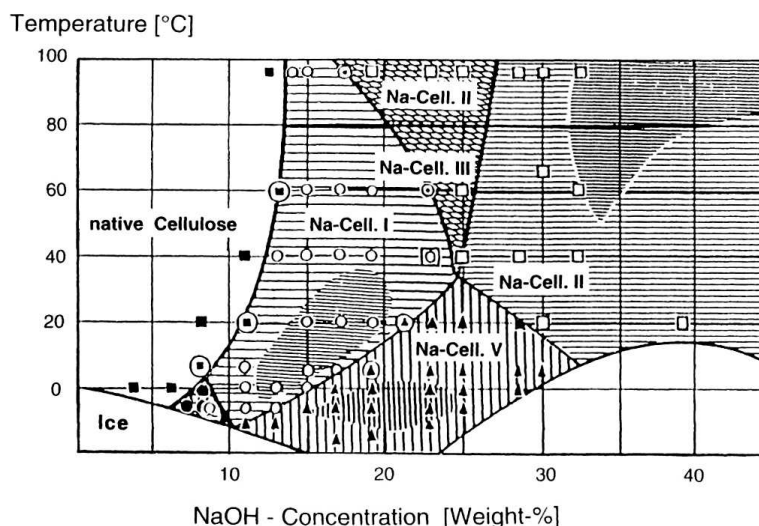 Temperature [°C]
100
80
60
40
20
0
Na-Cell. II
Na-Cell. III
Na-Cell. I
native Cellulose
Na-Cell. II
Na-Cell. V
Ice
10
20
30
40
NaOH - Concentration [Weight-%]